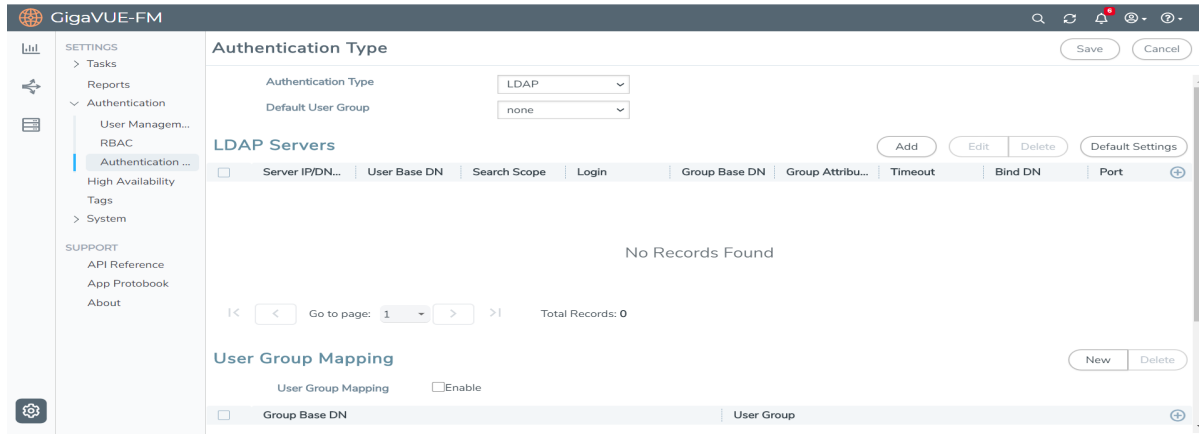 GigaVUE-FM
6
SETTINGS
> Tasks
Reports
Authentication
User Managem...
RBAC
Authentication ...
High Availability
Tags
> System
SUPPORT
API Reference
App Protobook
About
Authentication Type
Save Cancel
Authentication Type LDAP
Default User Group none
LDAP Servers Add Edit Delete Default Settings
Server IP/DN... User Base DN Search Scope Login Group Base DN Group Attribu... Timeout Bind DN Port
No Records Found
|< < Go to page: 1 > >| Total Records: 0
User Group Mapping New Delete
User Group Mapping Enable
Group Base DN User Group